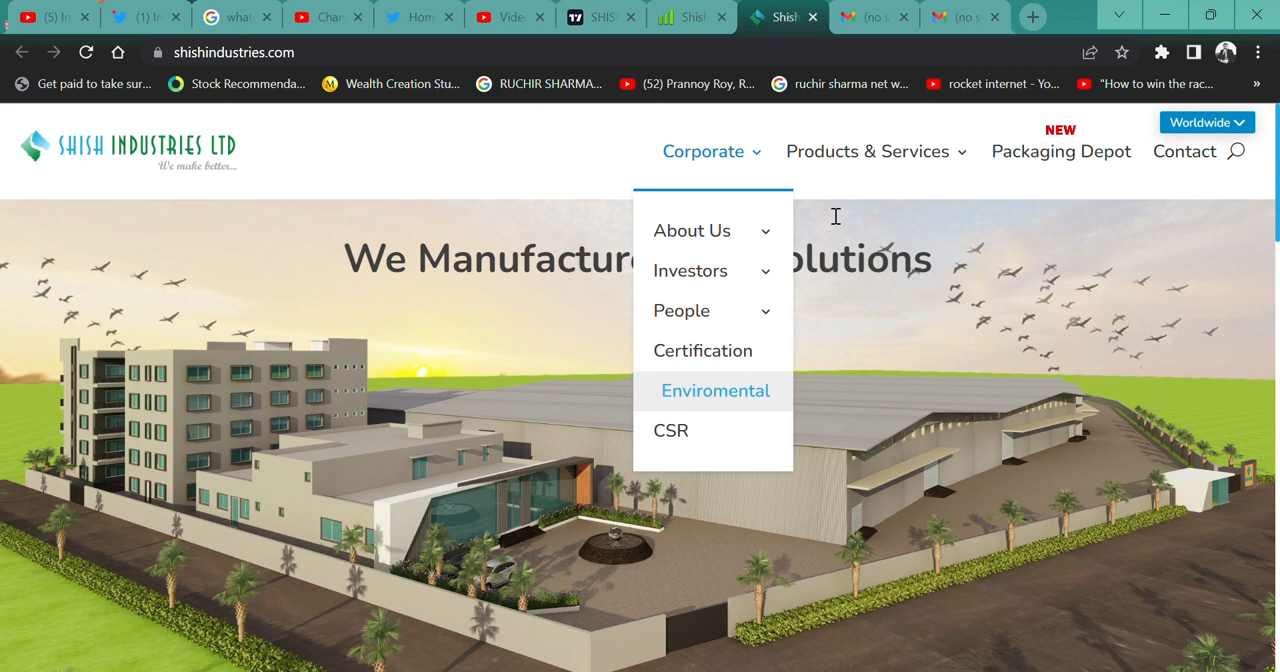 (5) In
(1) In
what
Chan
Hom
Vide
SHIS
Shish
Shish
(no s
(no s
shishindustries.com
Get paid to take sur...
Stock Recommenda...
Wealth Creation Stu...
RUCHIR SHARMA...
(52) Prannoy Roy, R...
ruchir sharma net w...
rocket internet - Yo...
"How to win the rac...
»
Worldwide
SHISH INDUSTRIES LTD
We make better...
Corporate
Products & Services
NEW
Packaging Depot
Contact
About Us
Investors
People
Certification
Enviromental
CSR
We Manufactur olutions